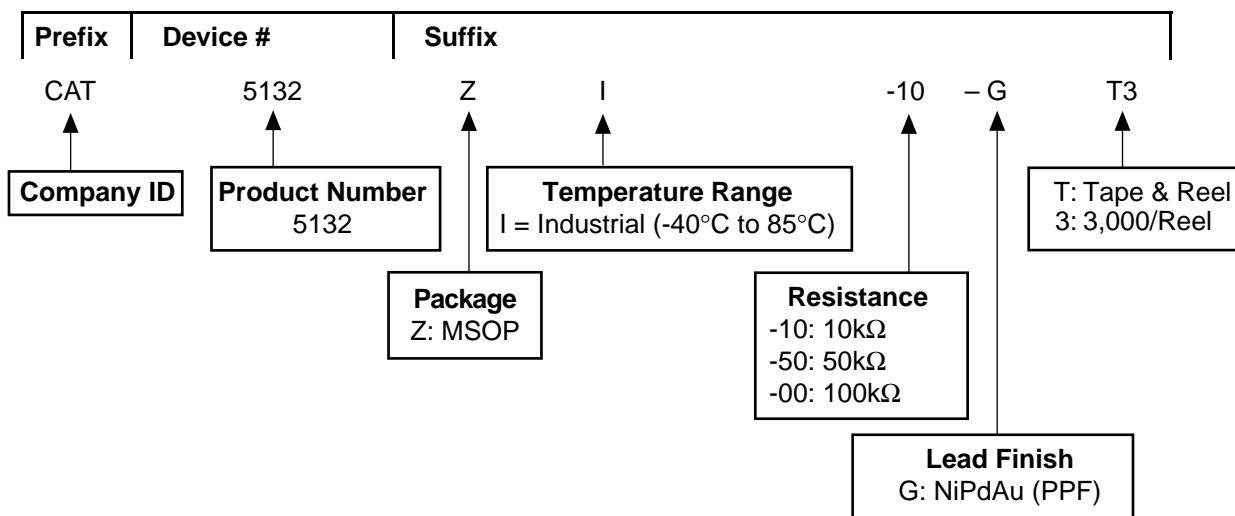 Prefix Device # Suffix
CAT 5132 Z I -10 – G T3
Company ID
Product Number
5132
Temperature Range
I = Industrial (-40°C to 85°C)
T: Tape & Reel
3: 3,000/Reel
Package
Z: MSOP
Resistance
-10: 10kΩ
-50: 50kΩ
-00: 100kΩ
Lead Finish
G: NiPdAu (PPF)